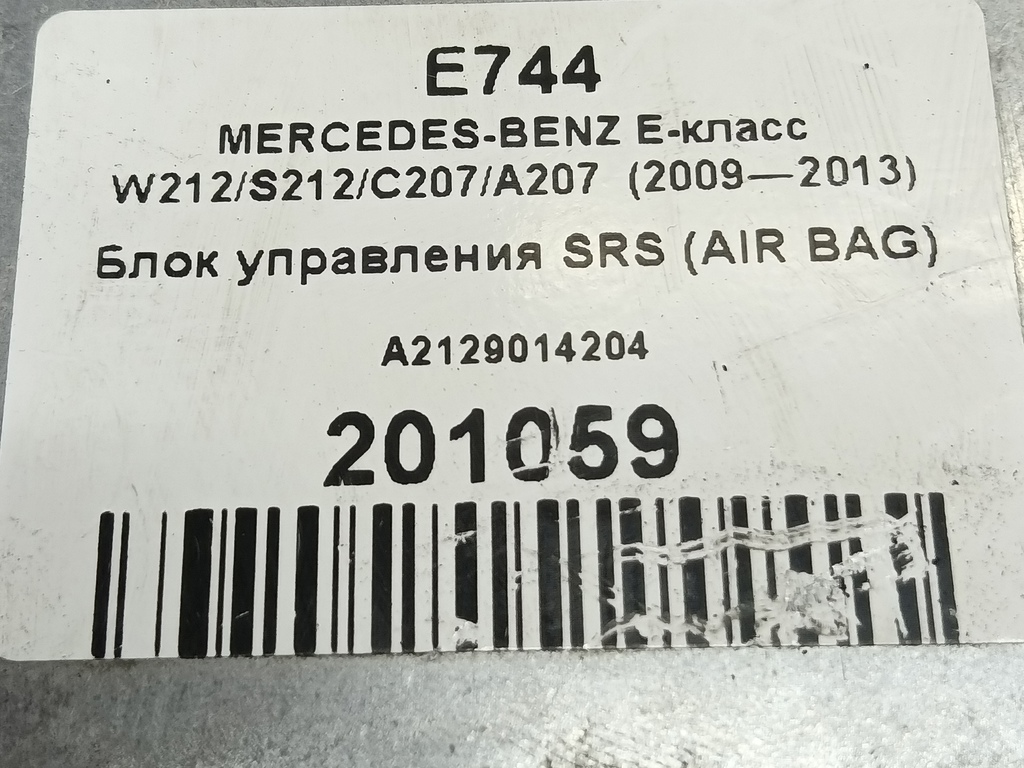 E744
MERCEDES-BENZ E-класс
W212/S212/C207/A207 (2009—2013)
Блок управления SRS (AIR BAG)
A2129014204
201059